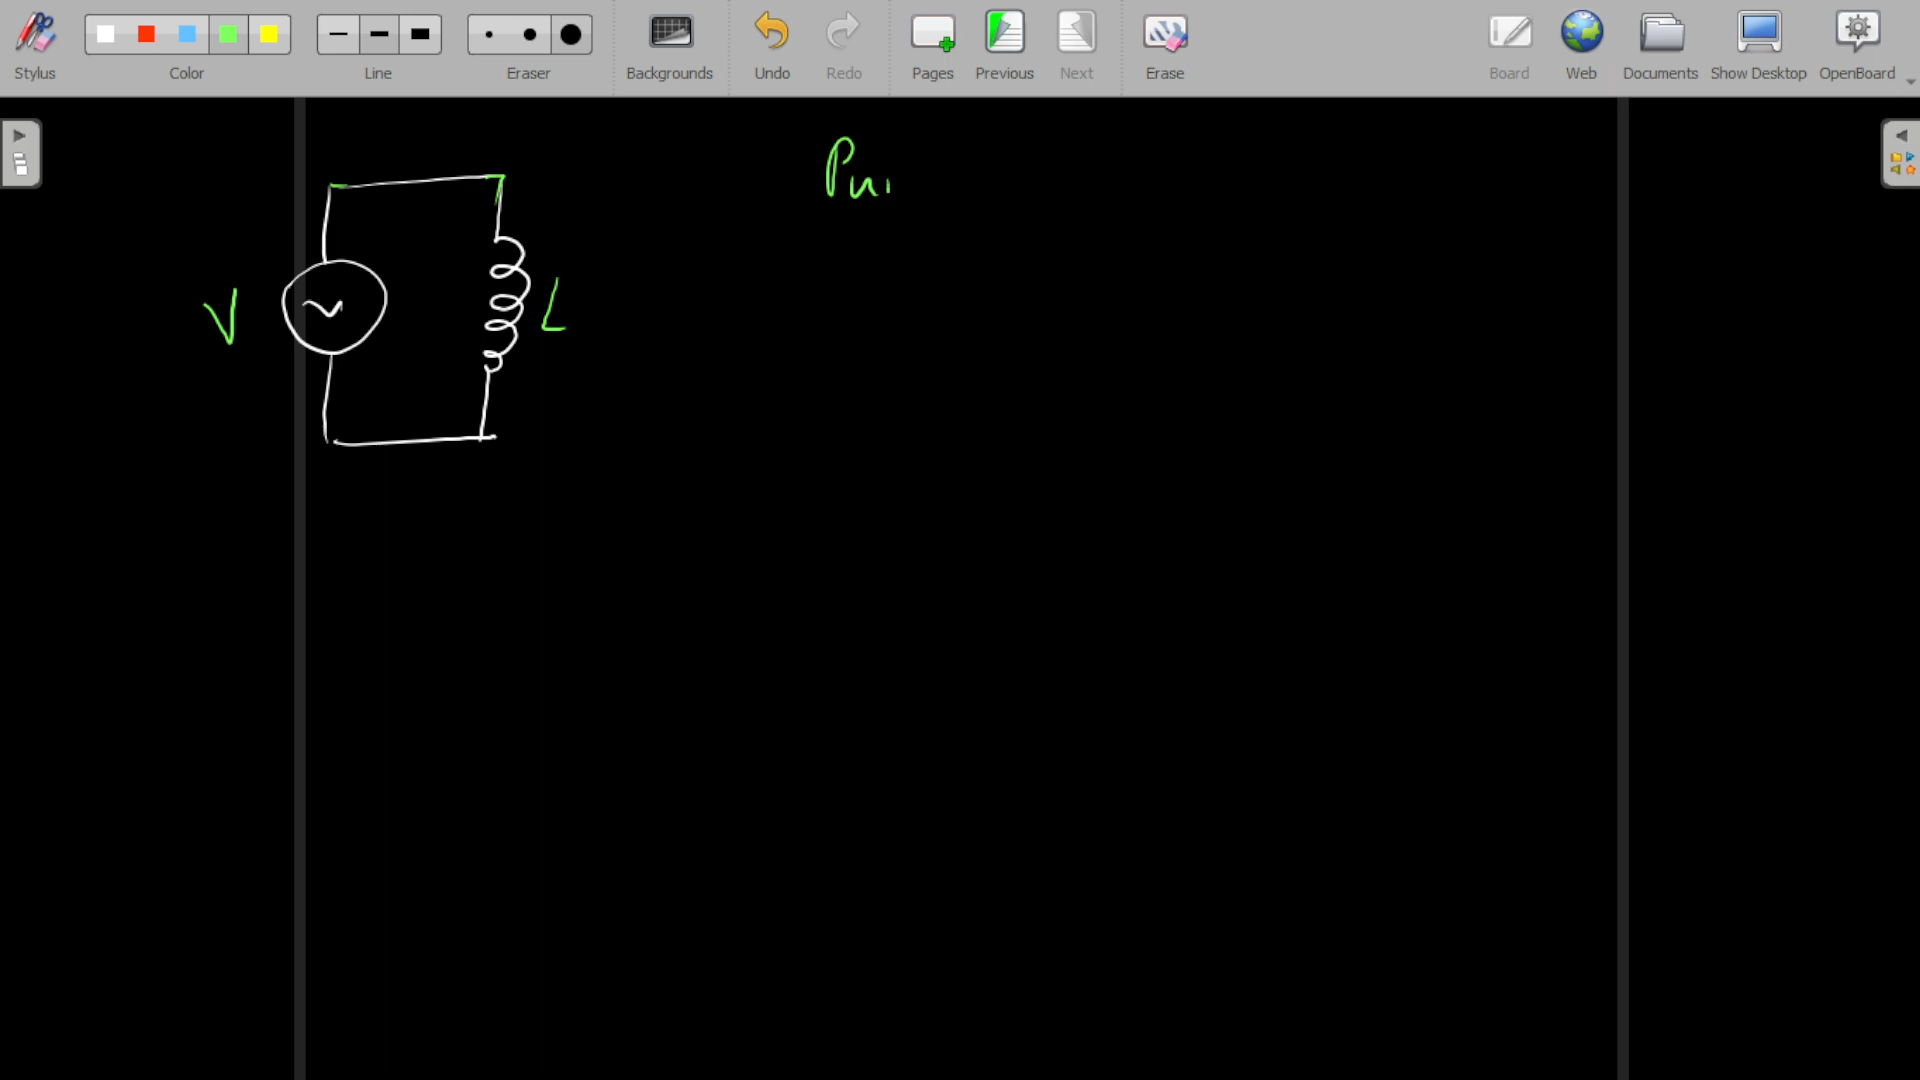 Stylus
Color
Line
Eraser
Backgrounds
Undo
Redo
Pages
Previous
Next
Erase
Board
Web
Documents
Show Desktop
OpenBoard
V
L